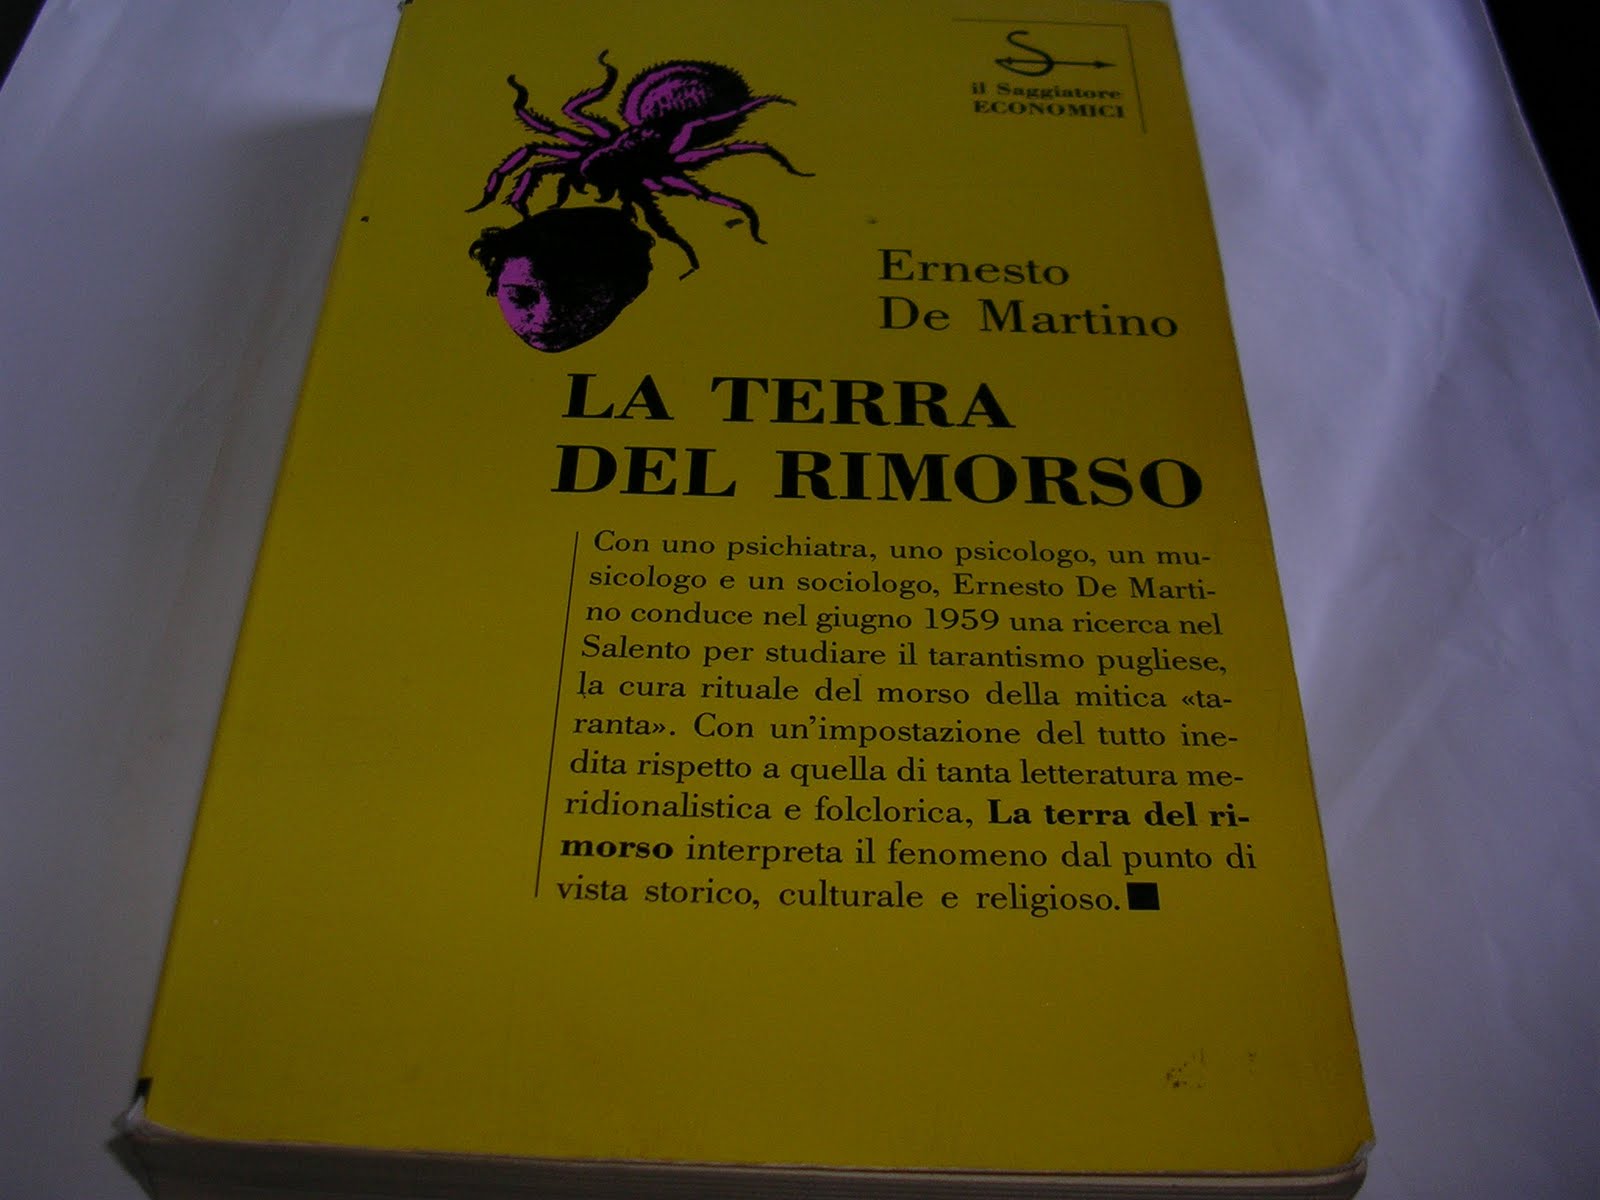 il Saggiatore
ECONOMICI
Ernesto
De Martino
LA TERRA
DEL RIMORSO
Con uno psichiatra, uno psicologo, un mu-
sicologo e un sociologo, Ernesto De Marti-
no conduce nel giugno 1959 una ricerca nel
Salento per studiare il tarantismo pugliese,
la cura rituale del morso della mitica «ta-
ranta». Con un'impostazione del tutto ine-
dita rispetto a quella di tanta letteratura me-
ridionalistica e folclorica, La terra del ri-
morso interpreta il fenomeno dal punto di
vista storico, culturale e religioso.